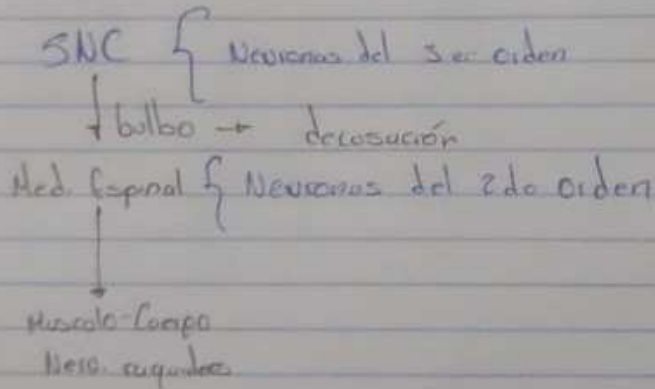 SNC { Neuronas del 3er orden
↓ bulbo → decusación
Med. Espinal { Neuronas del 2do orden
Musculo-Cuerpo